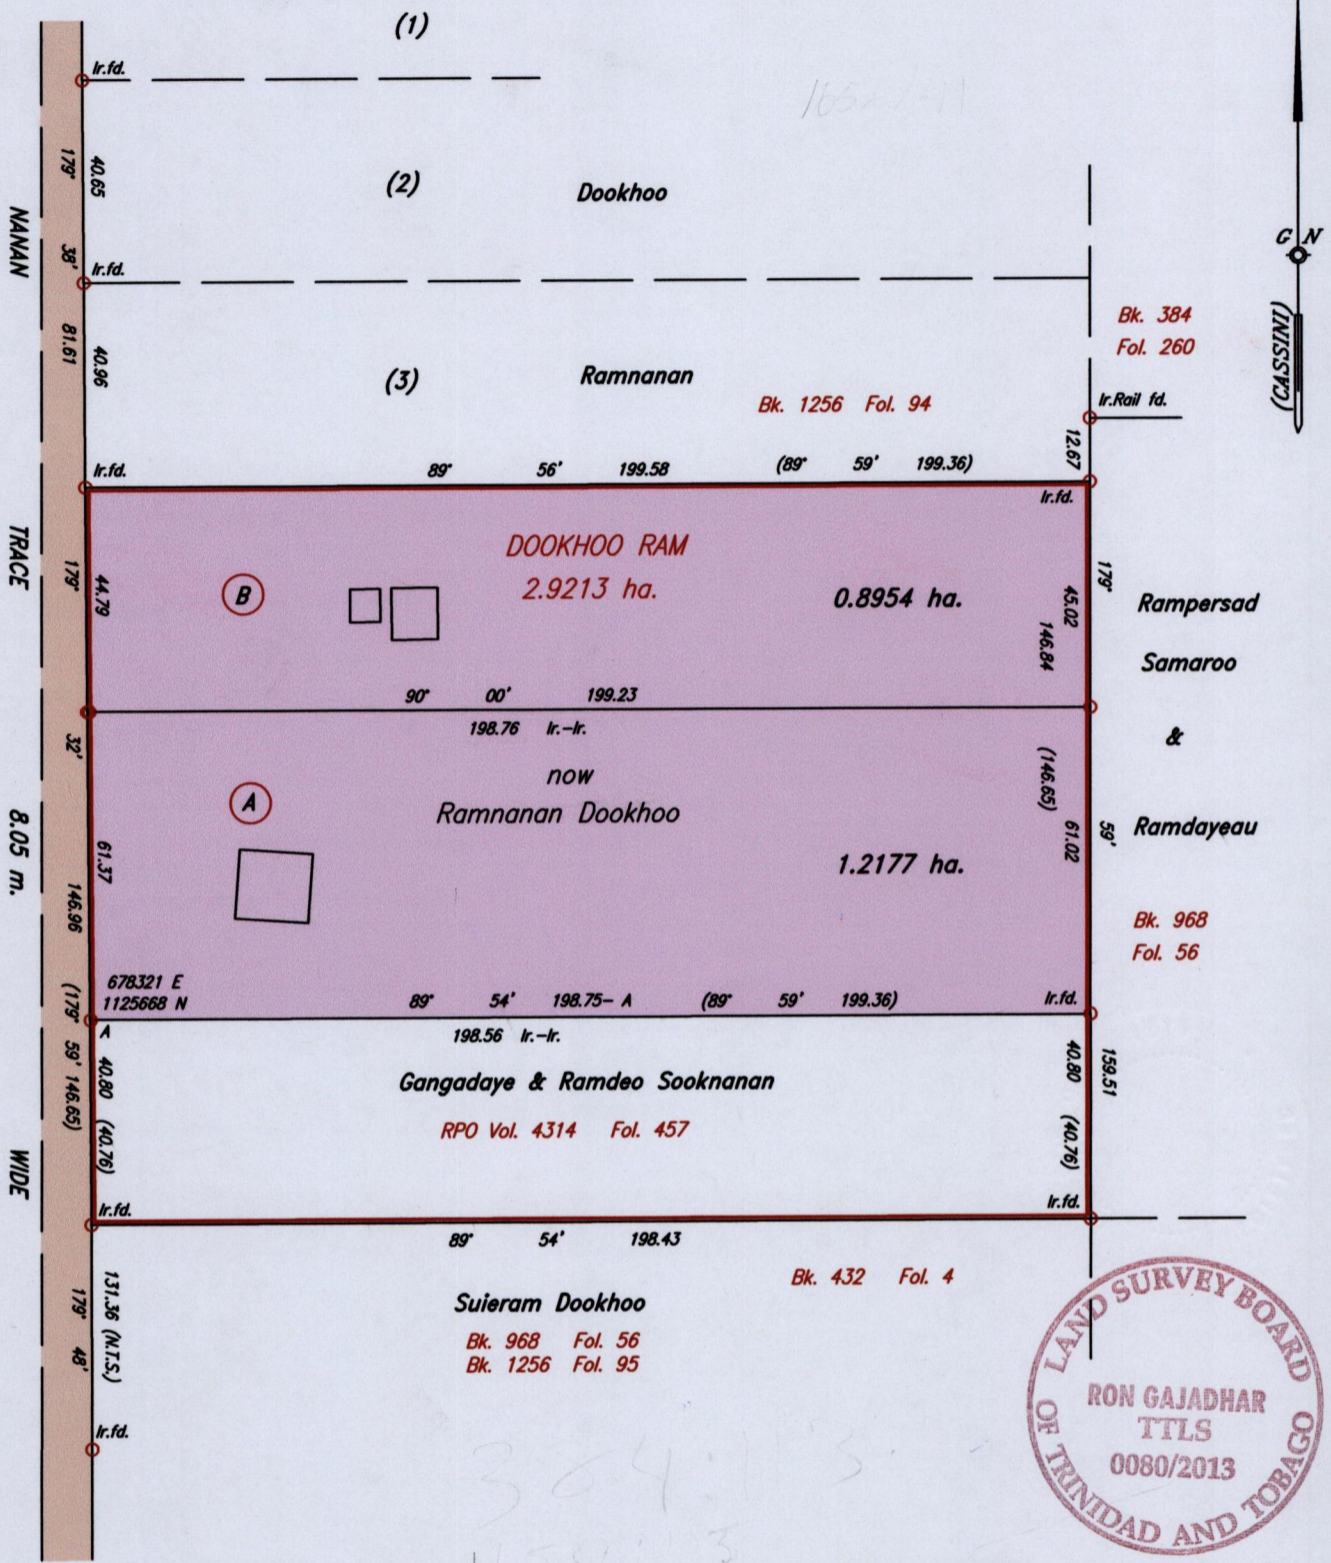 (1)
Ir.fd.
G N
(CASSINI)
40.65
179° 38' 81.61
(2) Dookhoo
Ir.fd.
40.96
(3) Ramnanan
Bk. 1256 Fol. 94
Bk. 384
Fol. 260
Ir.Rail fd.
12.67
Ir.fd.
89° 56' 199.58 (89° 59' 199.36)
Ir.fd.
NANAN TRACE 8.05 m. WIDE
179° 32' 146.96 (179° 59' 146.65)
44.79
B
DOOKHOO RAM
2.9213 ha.
0.8954 ha.
45.02
146.84 (146.65)
179° 59' 159.51
Rampersad
Samaroo
&
Ramdayeau
Bk. 968
Fol. 56
90° 00' 199.23
198.76 Ir.-Ir.
now
Ramnanan Dookhoo
A
61.37
61.02
1.2177 ha.
678321 E
1125668 N
89° 54' 198.75- A (89° 59' 199.36)
Ir.fd.
A
198.56 Ir.-Ir.
40.80 (40.76)
Gangadaye & Ramdeo Sooknanan
RPO Vol. 4314 Fol. 457
40.80 (40.76)
Ir.fd.
Ir.fd.
89° 54' 198.43
Bk. 432 Fol. 4
Suieram Dookhoo
Bk. 968 Fol. 56
Bk. 1256 Fol. 95
131.36 (N.T.S.)
179° 48'
Ir.fd.
LAND SURVEY BOARD
OF TRINIDAD AND TOBAGO
RON GAJADHAR
TTLS
0080/2013